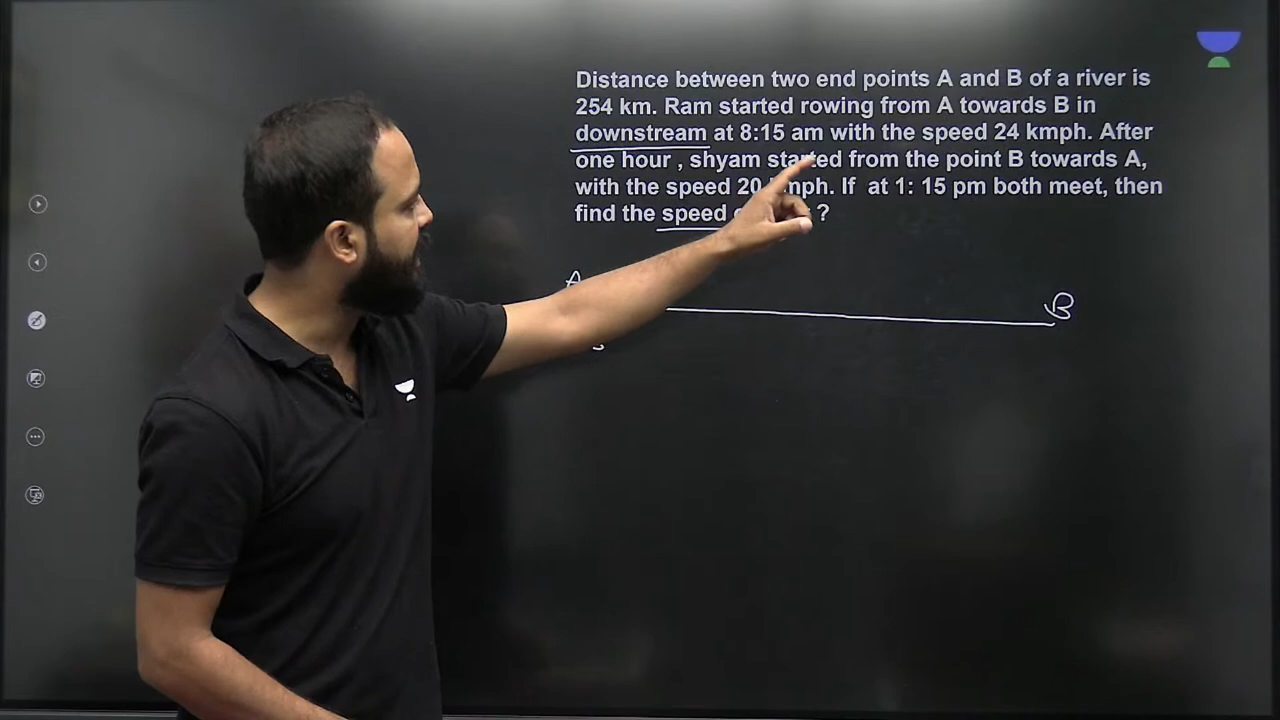 Distance between two end points A and B of a river is
254 km. Ram started rowing from A towards B in
downstream at 8:15 am with the speed 24 kmph. After
one hour , shyam started from the point B towards A,
with the speed 20 mph. If at 1: 15 pm both meet, then
find the speed ?
A
B